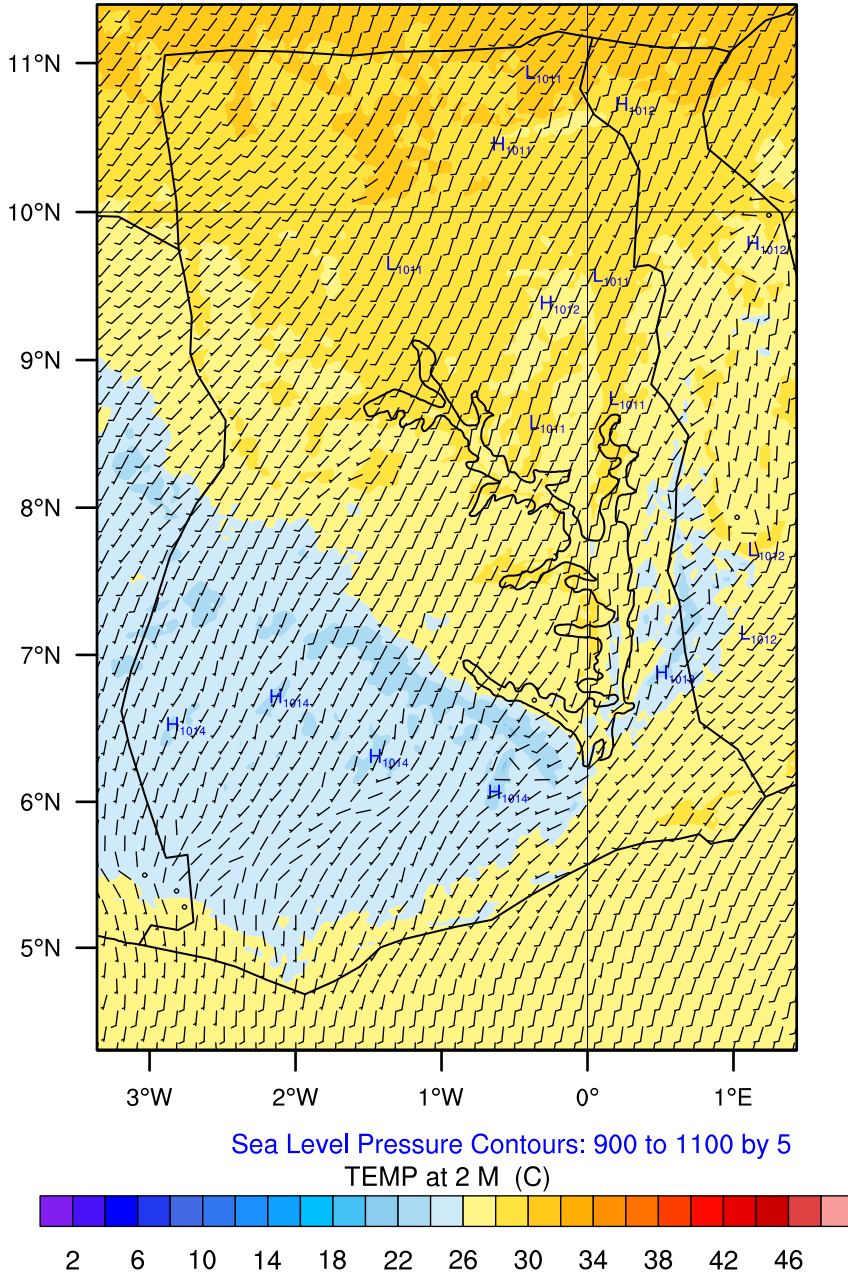 11°N
L1011
H1012
H1011
10°N
H1012
L1011
L1011
H1012
9°N
L1011
L1011
8°N
L1012
7°N
L1012
H1013
H1014
H1014
H1014
H1014
6°N
5°N
3°W 2°W 1°W 0° 1°E
Sea Level Pressure Contours: 900 to 1100 by 5
TEMP at 2 M (C)
2 6 10 14 18 22 26 30 34 38 42 46